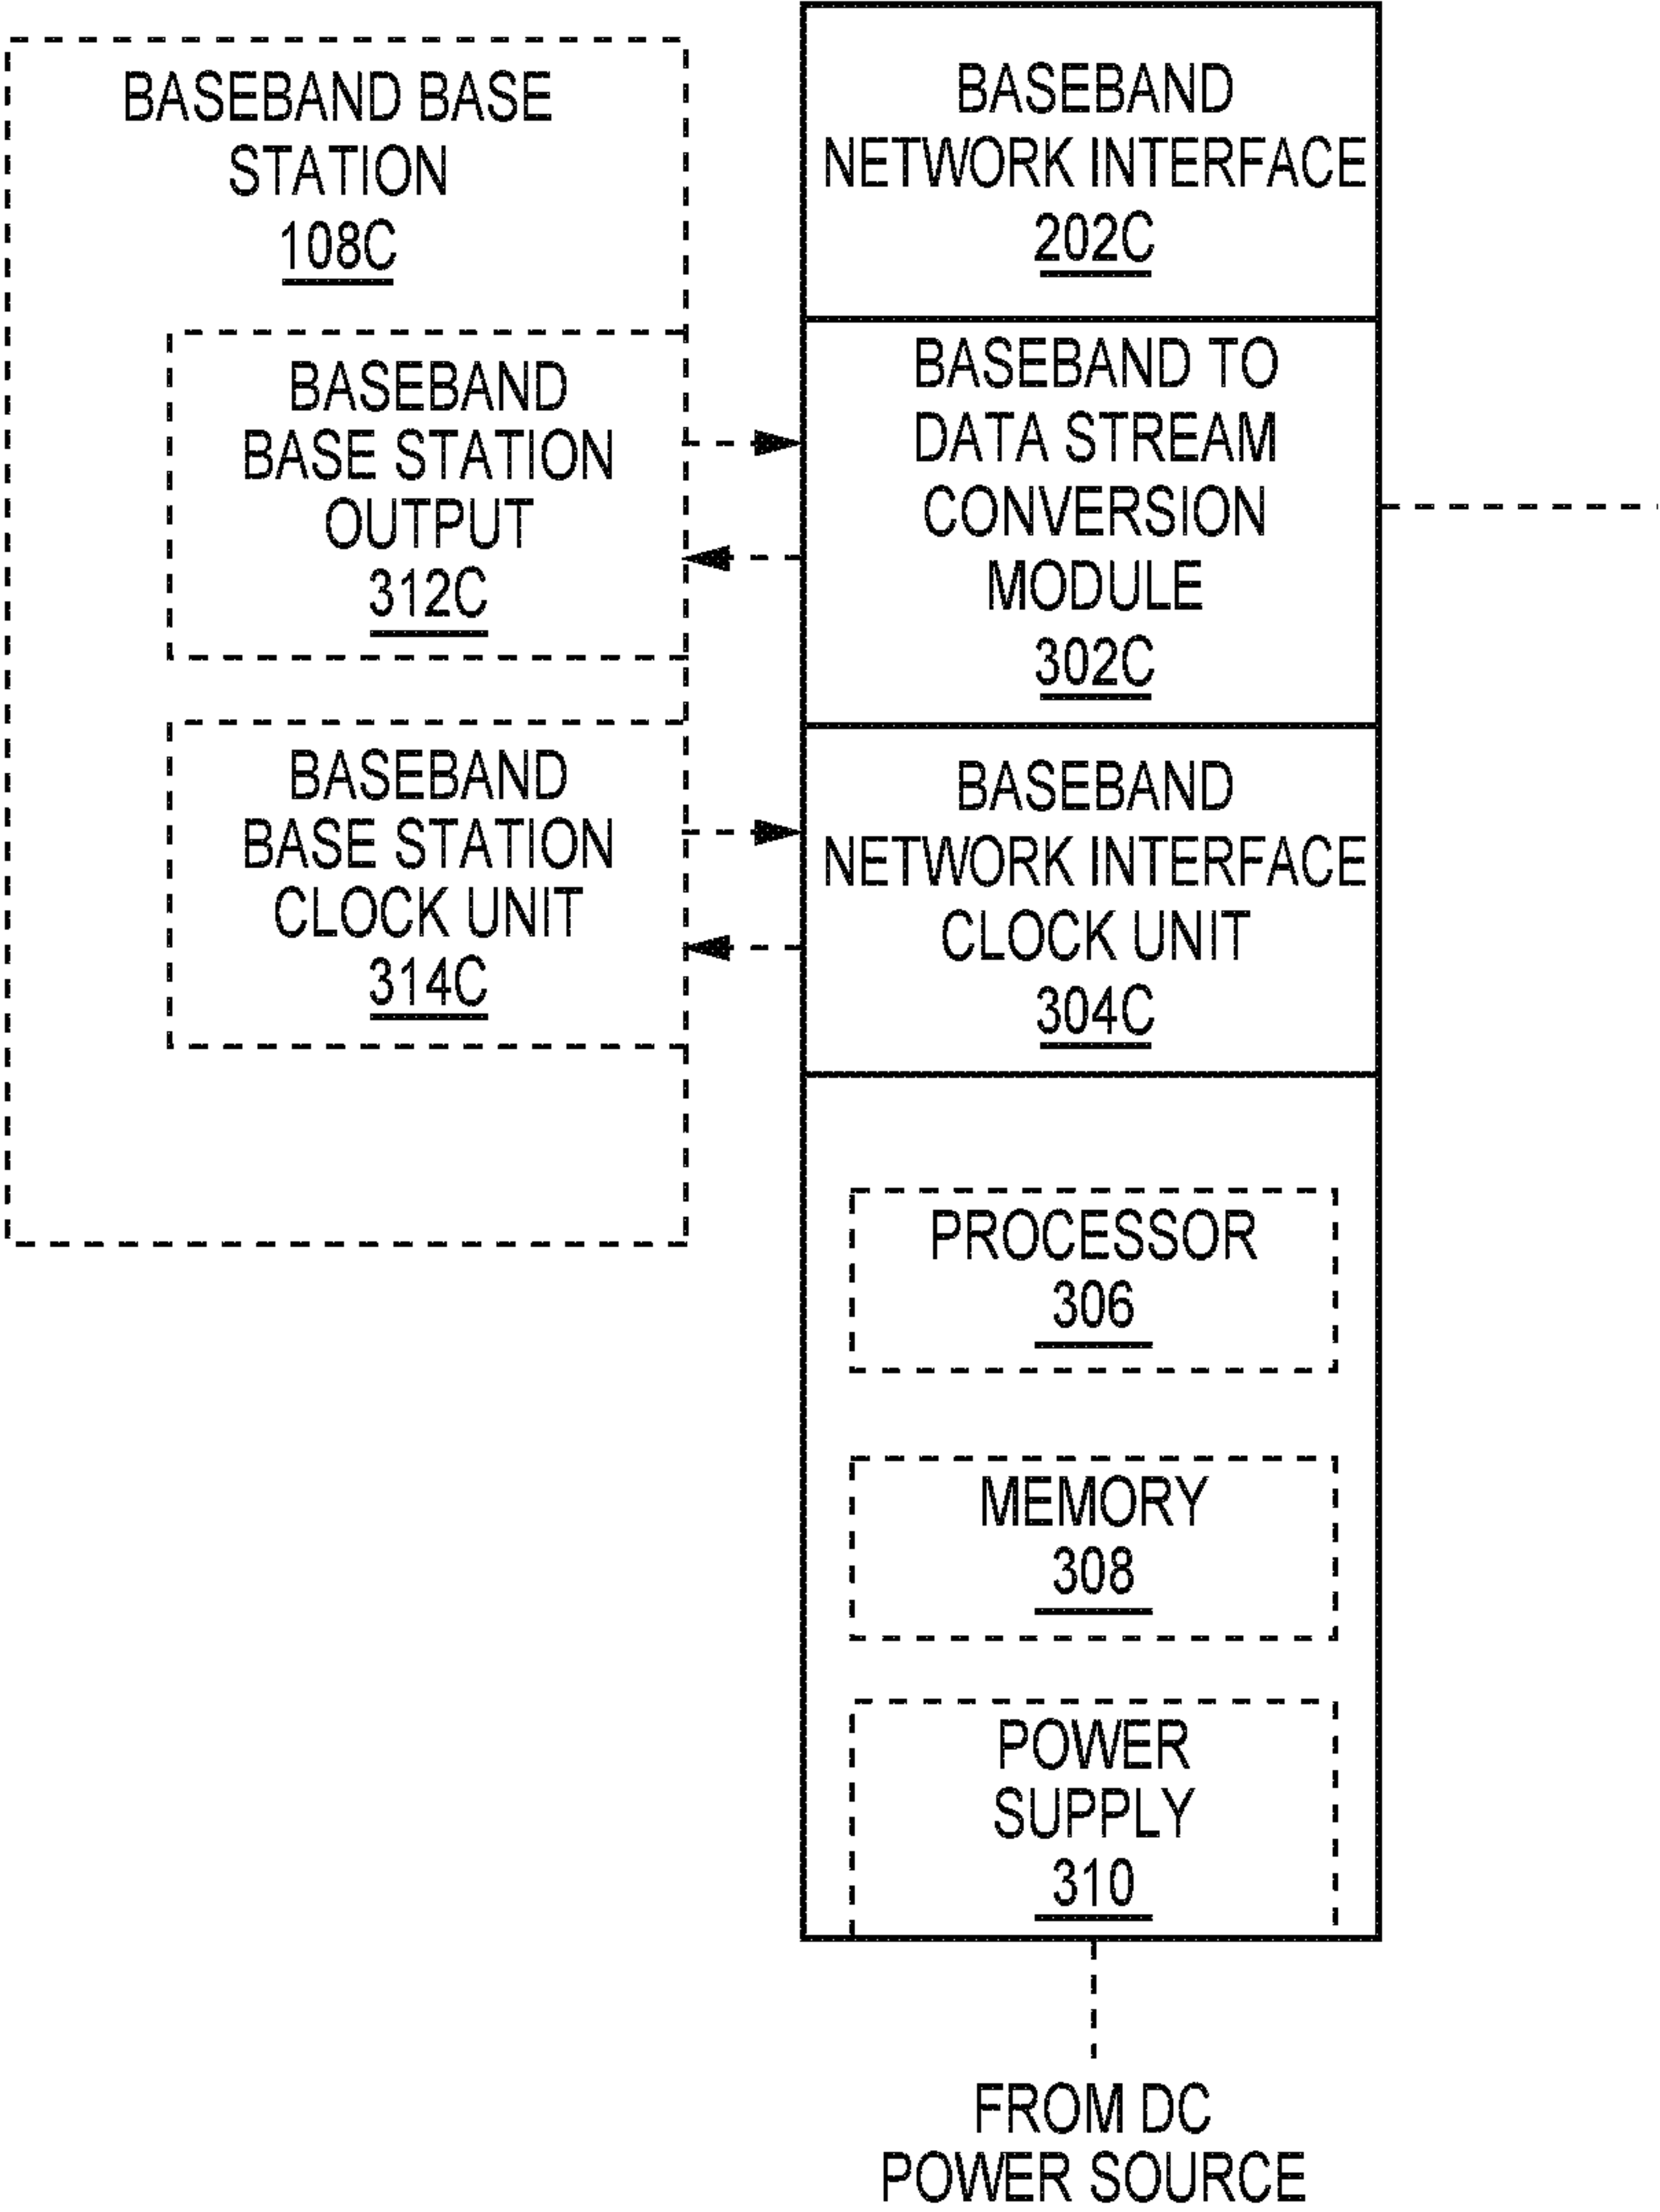 BASEBAND BASE
STATION
108C
BASEBAND
BASE STATION
OUTPUT
312C
BASEBAND
BASE STATION
CLOCK UNIT
314C
BASEBAND
NETWORK INTERFACE
202C
BASEBAND TO
DATA STREAM
CONVERSION
MODULE
302C
BASEBAND
NETWORK INTERFACE
CLOCK UNIT
304C
PROCESSOR
306
MEMORY
308
POWER
SUPPLY
310
FROM DC
POWER SOURCE